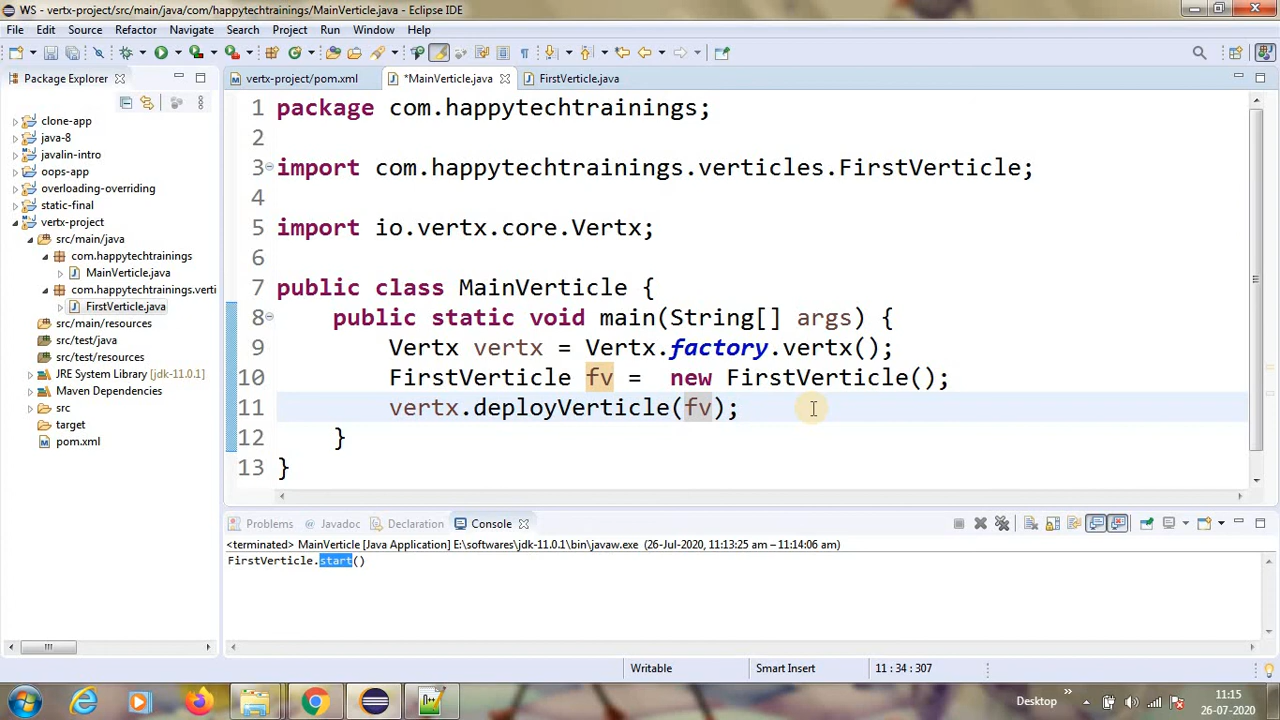 WS - vertx-project/src/main/java/com/happytechtrainings/MainVerticle.java - Eclipse IDE
File Edit Source Refactor Navigate Search Project Run Window Help
Package Explorer
clone-app
java-8
javalin-intro
oops-app
overloading-overriding
static-final
vertx-project
src/main/java
com.happytechtrainings
MainVerticle.java
com.happytechtrainings.verti
FirstVerticle.java
src/main/resources
src/test/java
src/test/resources
JRE System Library [jdk-11.0.1]
Maven Dependencies
src
target
pom.xml
vertx-project/pom.xml *MainVerticle.java FirstVerticle.java
1 package com.happytechtrainings;
2
3 import com.happytechtrainings.verticles.FirstVerticle;
4
5 import io.vertx.core.Vertx;
6
7 public class MainVerticle {
8 public static void main(String[] args) {
9 Vertx vertx = Vertx.factory.vertx();
10 FirstVerticle fv = new FirstVerticle();
11 vertx.deployVerticle(fv);
12 }
13 }
Problems Javadoc Declaration Console
<terminated> MainVerticle [Java Application] E:\softwares\jdk-11.0.1\bin\javaw.exe (26-Jul-2020, 11:13:25 am – 11:14:06 am)
FirstVerticle.start()
Writable Smart Insert 11 : 34 : 307
Desktop
11:15
26-07-2020